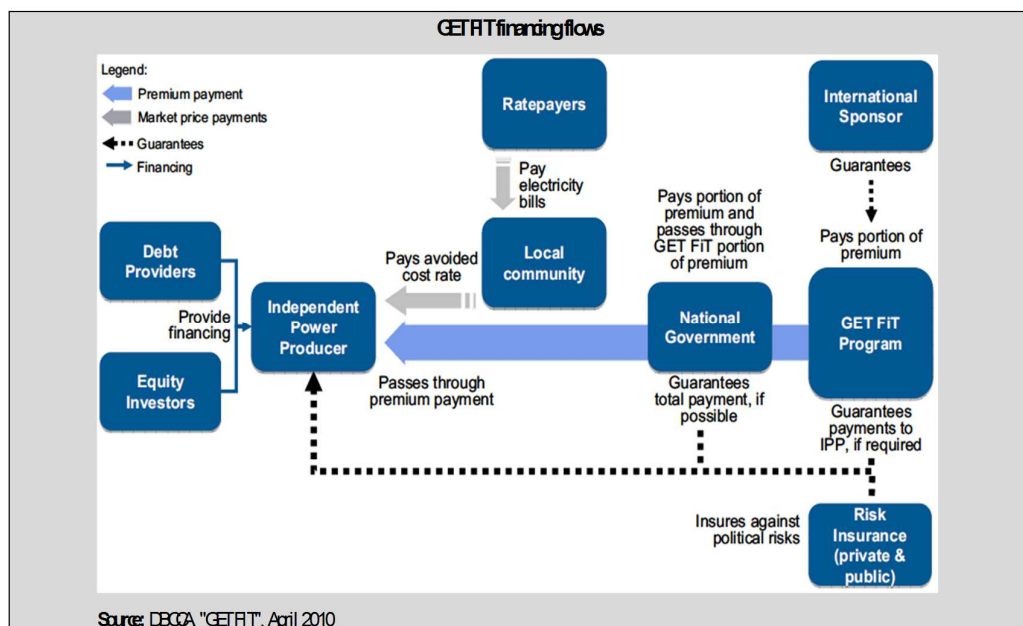 GET FiT financing flows
Legend:
Premium payment
Market price payments
Guarantees
Financing
Ratepayers
International
Sponsor
Pay
electricity
bills
Guarantees
Pays portion of
premium and
passes through
GET FiT portion
of premium
Pays portion of
premium
Debt
Providers
Local
community
Pays avoided
cost rate
Provide
financing
Independent
Power
Producer
National
Government
GET FiT
Program
Equity
Investors
Passes through
premium payment
Guarantees
total payment, if
possible
Guarantees
payments to
IPP, if required
Insures against
political risks
Risk
Insurance
(private &
public)
Source: DBCCA "GET FIT", April 2010